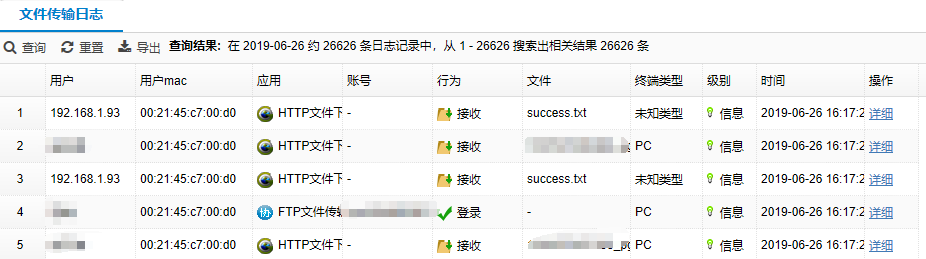 文件传输日志
查询 重置 导出 查询结果: 在 2019-06-26 约 26626 条日志记录中，从 1 - 26626 搜索出相关结果 26626 条
用户 用户mac 应用 账号 行为 文件 终端类型 级别 时间 操作
1 192.168.1.93 00:21:45:c7:00:d0 HTTP文件下 - 接收 success.txt 未知类型 信息 2019-06-26 16:17:2 详细
2 00:21:45:c7:00:d0 HTTP文件下 - 接收 PC 信息 2019-06-26 16:17:2 详细
3 192.168.1.93 00:21:45:c7:00:d0 HTTP文件下 - 接收 success.txt 未知类型 信息 2019-06-26 16:17:2 详细
4 00:21:45:c7:00:d0 协 FTP文件传输 登录 - PC 信息 2019-06-26 16:17:2 详细
5 00:21:45:c7:00:d0 HTTP文件下 - 接收 PC 信息 2019-06-26 16:17:2 详细